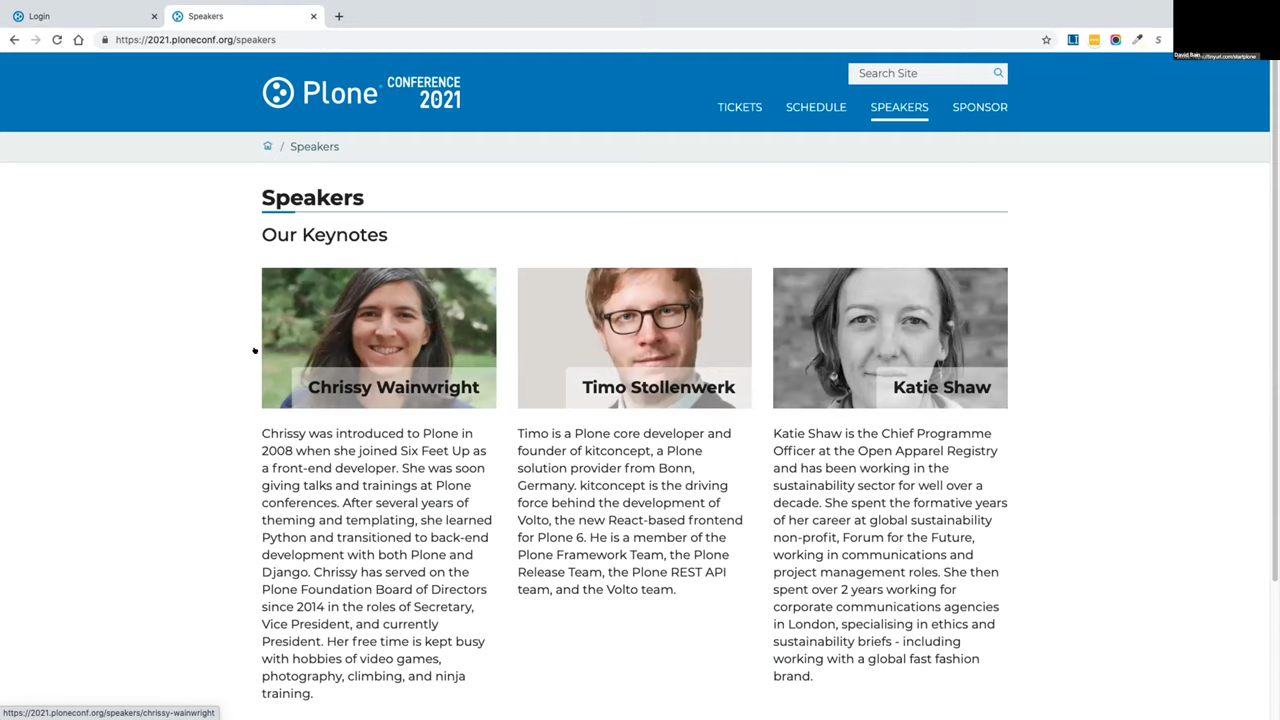 Login
Speakers
https://2021.ploneconf.org/speakers
David Bain
://tinyurl.com/startplone
Plone CONFERENCE 2021
Search Site
TICKETS SCHEDULE SPEAKERS SPONSOR
/ Speakers
Speakers
Our Keynotes
Chrissy Wainwright
Chrissy was introduced to Plone in
2008 when she joined Six Feet Up as
a front-end developer. She was soon
giving talks and trainings at Plone
conferences. After several years of
theming and templating, she learned
Python and transitioned to back-end
development with both Plone and
Django. Chrissy has served on the
Plone Foundation Board of Directors
since 2014 in the roles of Secretary,
Vice President, and currently
President. Her free time is kept busy
with hobbies of video games,
photography, climbing, and ninja
training.
Timo Stollenwerk
Timo is a Plone core developer and
founder of kitconcept, a Plone
solution provider from Bonn,
Germany. kitconcept is the driving
force behind the development of
Volto, the new React-based frontend
for Plone 6. He is a member of the
Plone Framework Team, the Plone
Release Team, the Plone REST API
team, and the Volto team.
Katie Shaw
Katie Shaw is the Chief Programme
Officer at the Open Apparel Registry
and has been working in the
sustainability sector for well over a
decade. She spent the formative years
of her career at global sustainability
non-profit, Forum for the Future,
working in communications and
project management roles. She then
spent over 2 years working for
corporate communications agencies
in London, specialising in ethics and
sustainability briefs - including
working with a global fast fashion
brand.
https://2021.ploneconf.org/speakers/chrissy-wainwright